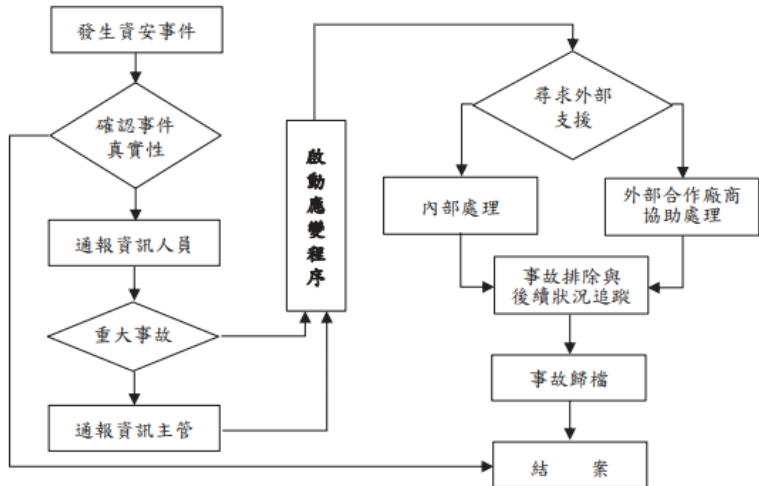 發生資安事件
確認事件
真實性
通報資訊人員
重大事故
通報資訊主管
啟動應變程序
尋求外部
支援
內部處理
外部合作廠商
協助處理
事故排除與
後續狀況追蹤
事故歸檔
結 案